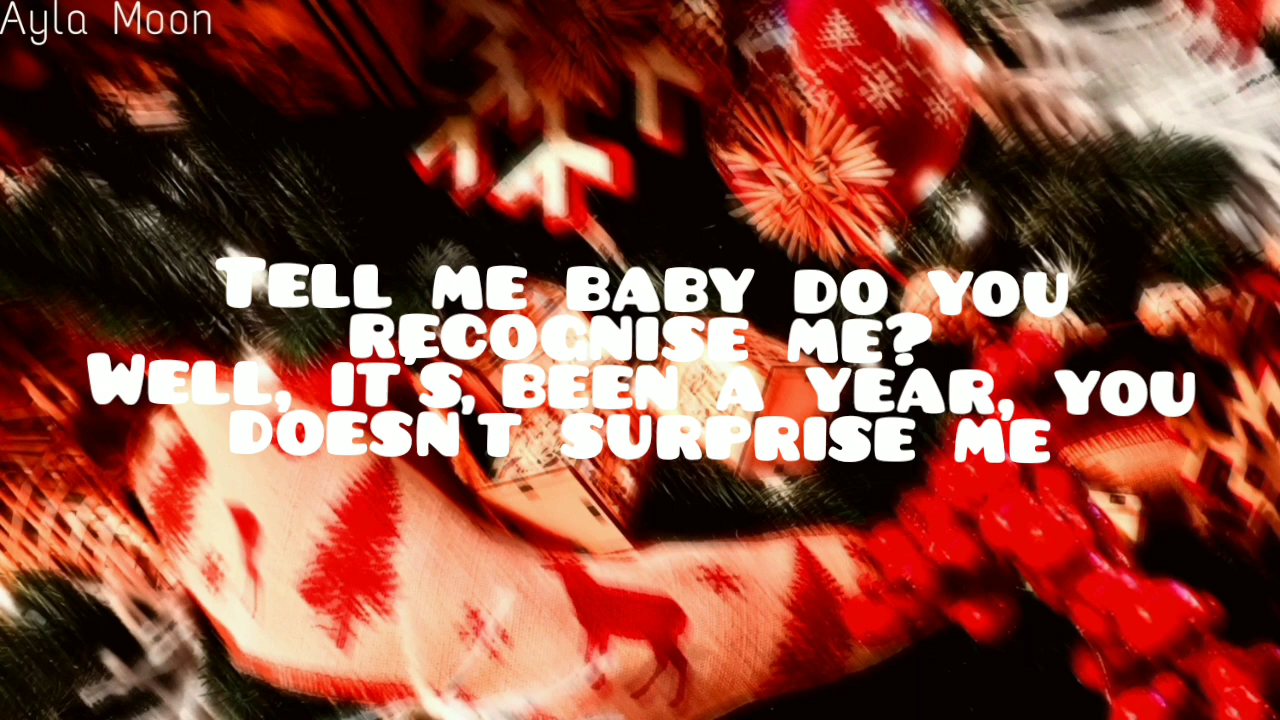 Ayla Moon
Tell me baby do you
recognise me?
Well, it's, been a year, you
doesn't surprise me